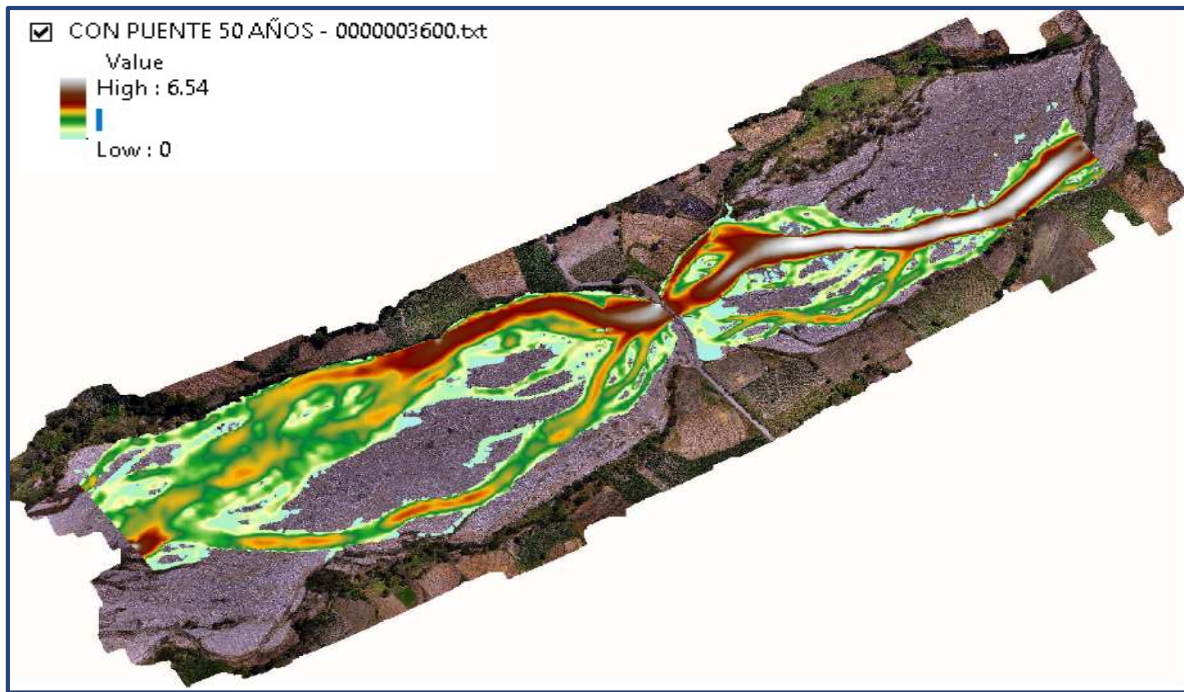 CON PUENTE 50 AÑOS - 0000003600.txt
Value
High : 6.54
Low : 0